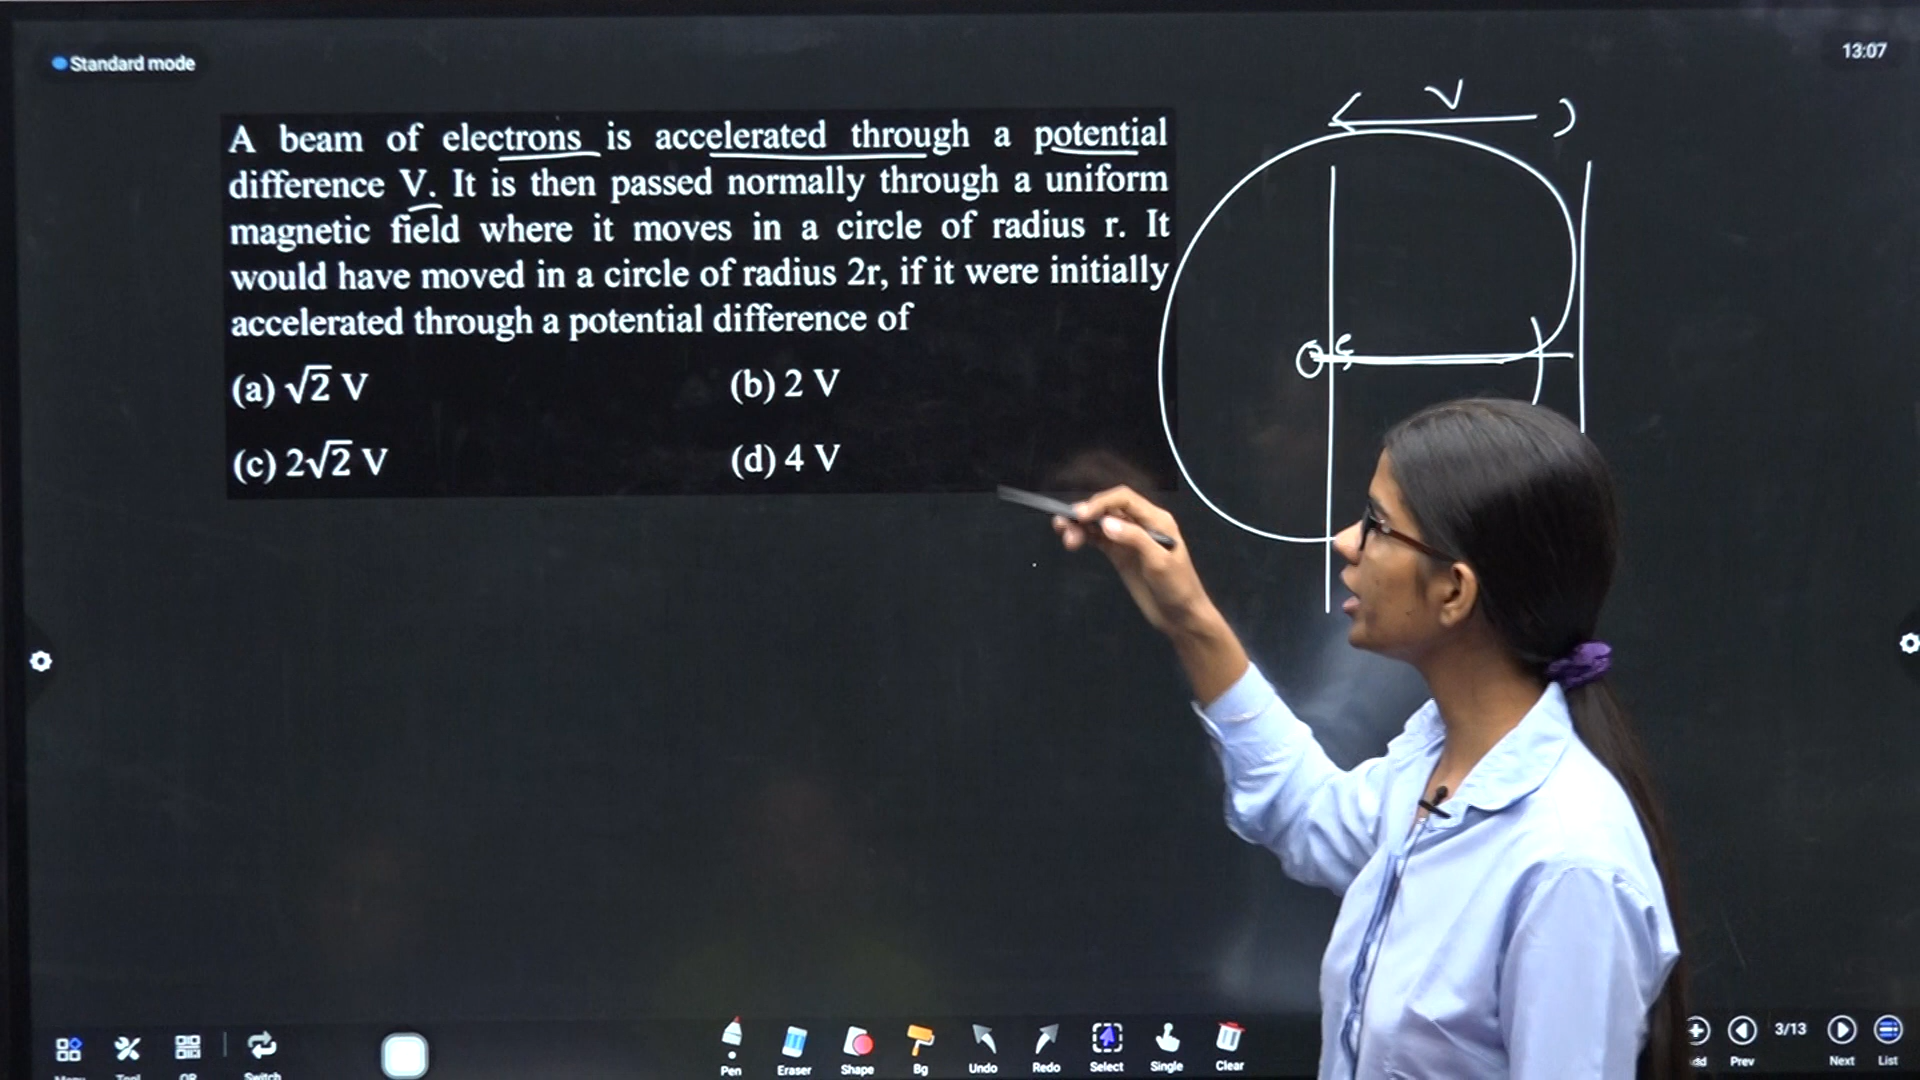 Standard mode
13:07
V
A beam of electrons is accelerated through a potential
difference V. It is then passed normally through a uniform
magnetic field where it moves in a circle of radius r. It
would have moved in a circle of radius 2r, if it were initially
accelerated through a potential difference of
(a) √2 V (b) 2 V
(c) 2√2 V (d) 4 V
Pen Eraser Shape Bg Undo Redo Select Single Clear
3/13
Switch
Prev Next List